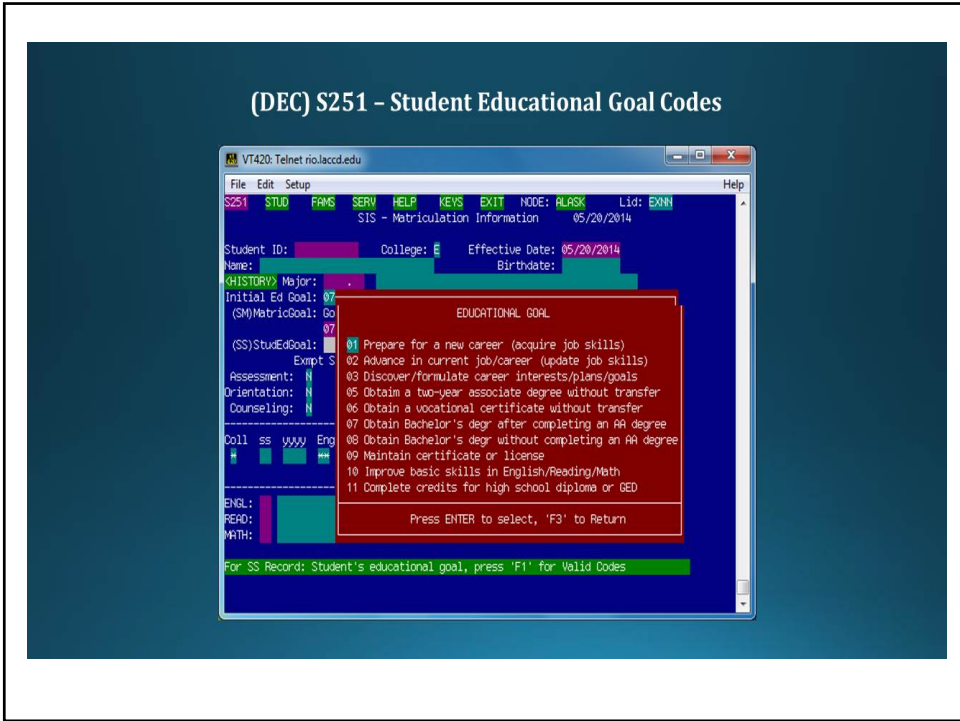 (DEC) S251 – Student Educational Goal Codes
VT420: Telnet rio.laccd.edu
File Edit Setup Help
S251 STUD FAMS SERV HELP KEYS EXIT NODE: ALASK Lid: EXNN
SIS - Matriculation Information 05/20/2014
Student ID: College: E Effective Date: 05/20/2014
Name: Birthdate:
<HISTORY> Major: .
Initial Ed Goal: 07
(SM)MatricGoal: Go
07
(SS)StudEdGoal:
Exmpt S
Assessment: N
Orientation: N
Counseling: N
Coll ss yyyy Eng
* **
ENGL:
READ:
MATH:
EDUCATIONAL GOAL
01 Prepare for a new career (acquire job skills)
02 Advance in current job/career (update job skills)
03 Discover/formulate career interests/plans/goals
05 Obtaim a two-year associate degree without transfer
06 Obtain a vocational certificate without transfer
07 Obtain Bachelor's degr after completing an AA degree
08 Obtain Bachelor's degr without completing an AA degree
09 Maintain certificate or license
10 Improve basic skills in English/Reading/Math
11 Complete credits for high school diploma or GED
Press ENTER to select, 'F3' to Return
For SS Record: Student's educational goal, press 'F1' for Valid Codes